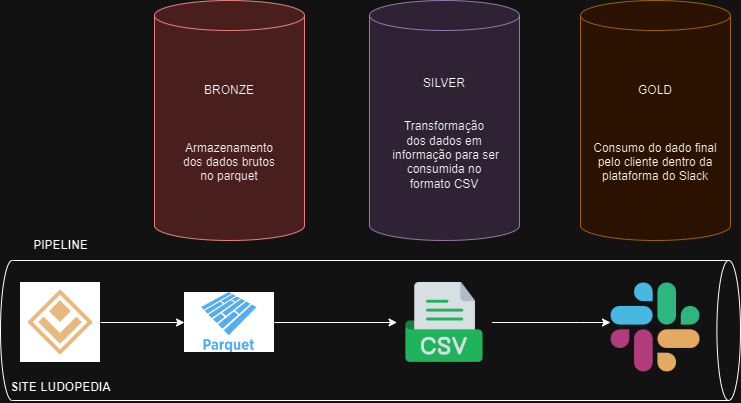 BRONZE
Armazenamento
dos dados brutos
no parquet
SILVER
Transformação
dos dados em
informação para ser
consumida no
formato CSV
GOLD
Consumo do dado final
pelo cliente dentro da
plataforma do Slack
PIPELINE
Parquet
CSV
SITE LUDOPEDIA